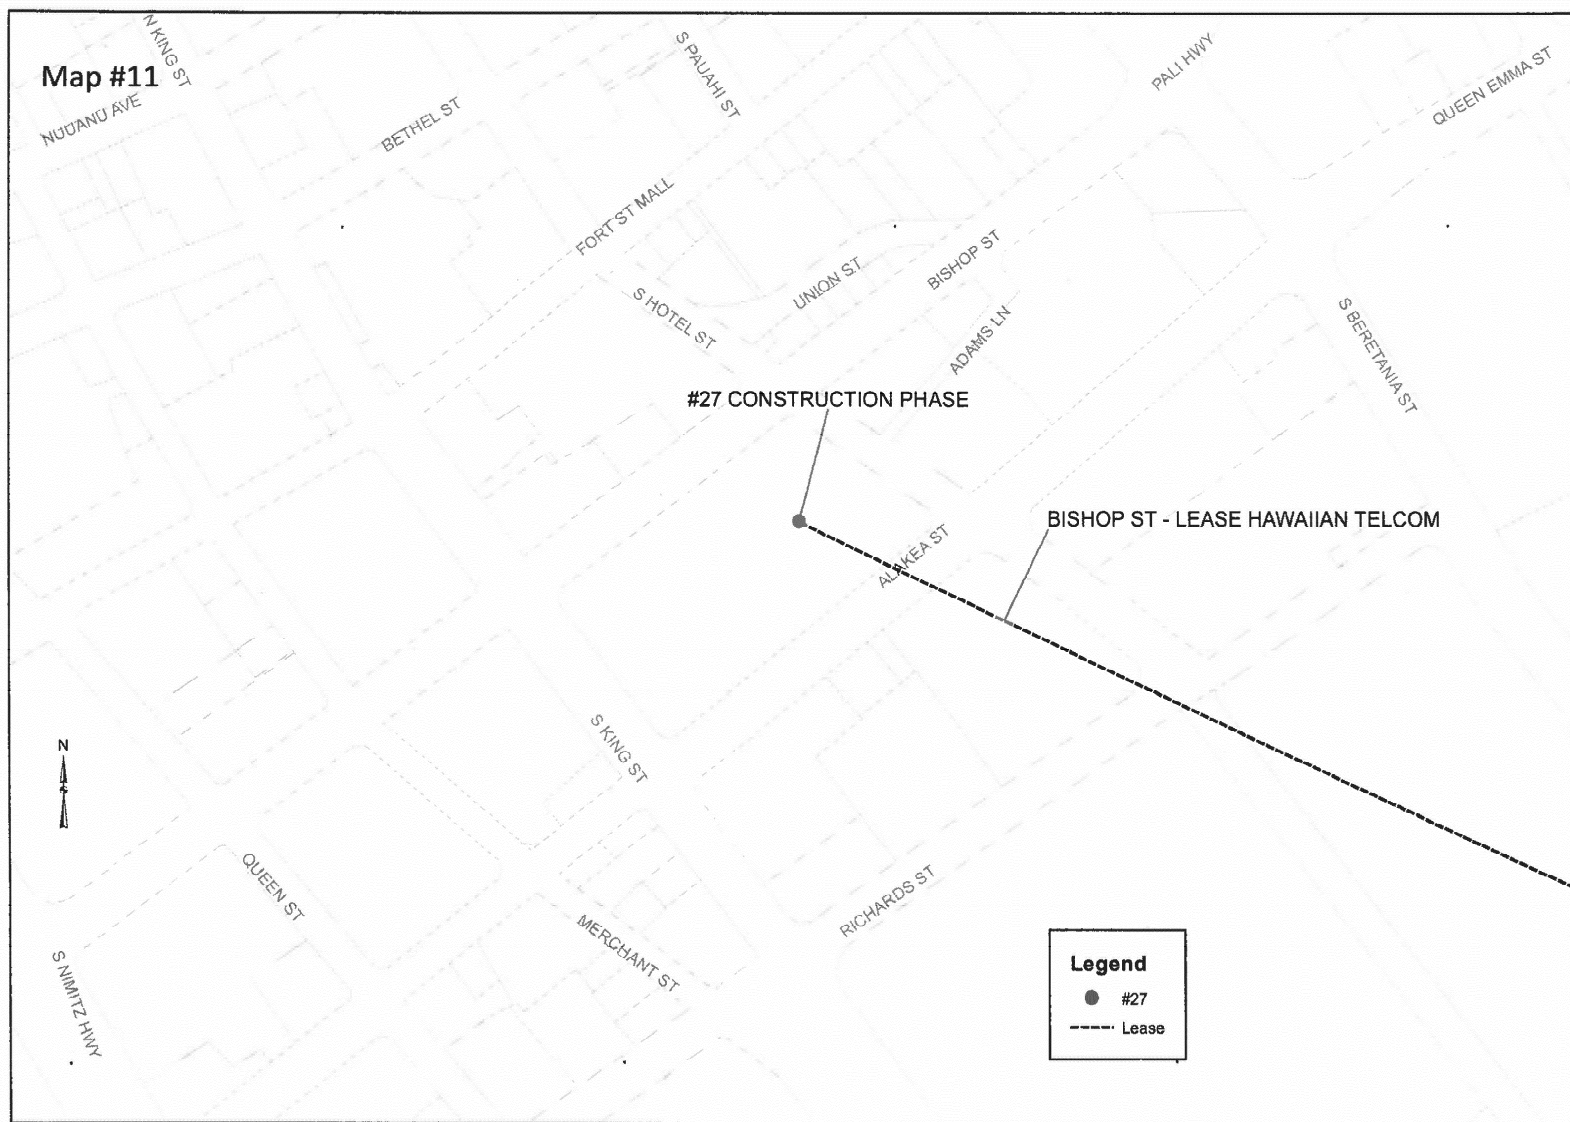 Map #11
N KING ST
S PAUAHI ST
PALI HWY
QUEEN EMMA ST
NUUANU AVE
BETHEL ST
FORT ST MALL
UNION ST
BISHOP ST
S HOTEL ST
ADAMS LN
S BERETANIA ST
#27 CONSTRUCTION PHASE
ALAKEA ST
BISHOP ST - LEASE HAWAIIAN TELCOM
S KING ST
N
QUEEN ST
RICHARDS ST
MERCHANT ST
S NIMITZ HWY
Legend
#27
Lease